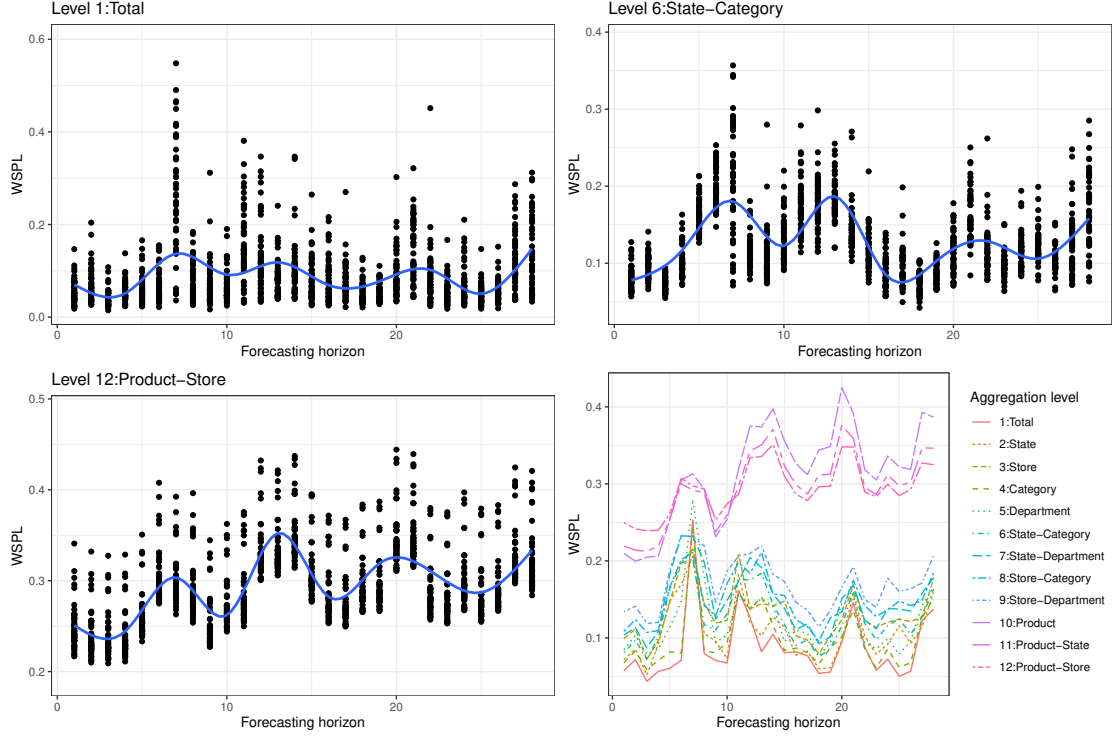 Level 1:Total
0.6
0.4
0.2
0.0
WSPL
0
10
20
Forecasting horizon
Level 6:State−Category
0.4
0.3
0.2
0.1
WSPL
0
10
20
Forecasting horizon
Level 12:Product−Store
0.5
0.4
0.3
0.2
WSPL
0
10
20
Forecasting horizon
0.4
0.3
0.2
0.1
WSPL
0
10
20
Forecasting horizon
Aggregation level
1:Total
2:State
3:Store
4:Category
5:Department
6:State−Category
7:State−Department
8:Store−Category
9:Store−Department
10:Product
11:Product−State
12:Product−Store